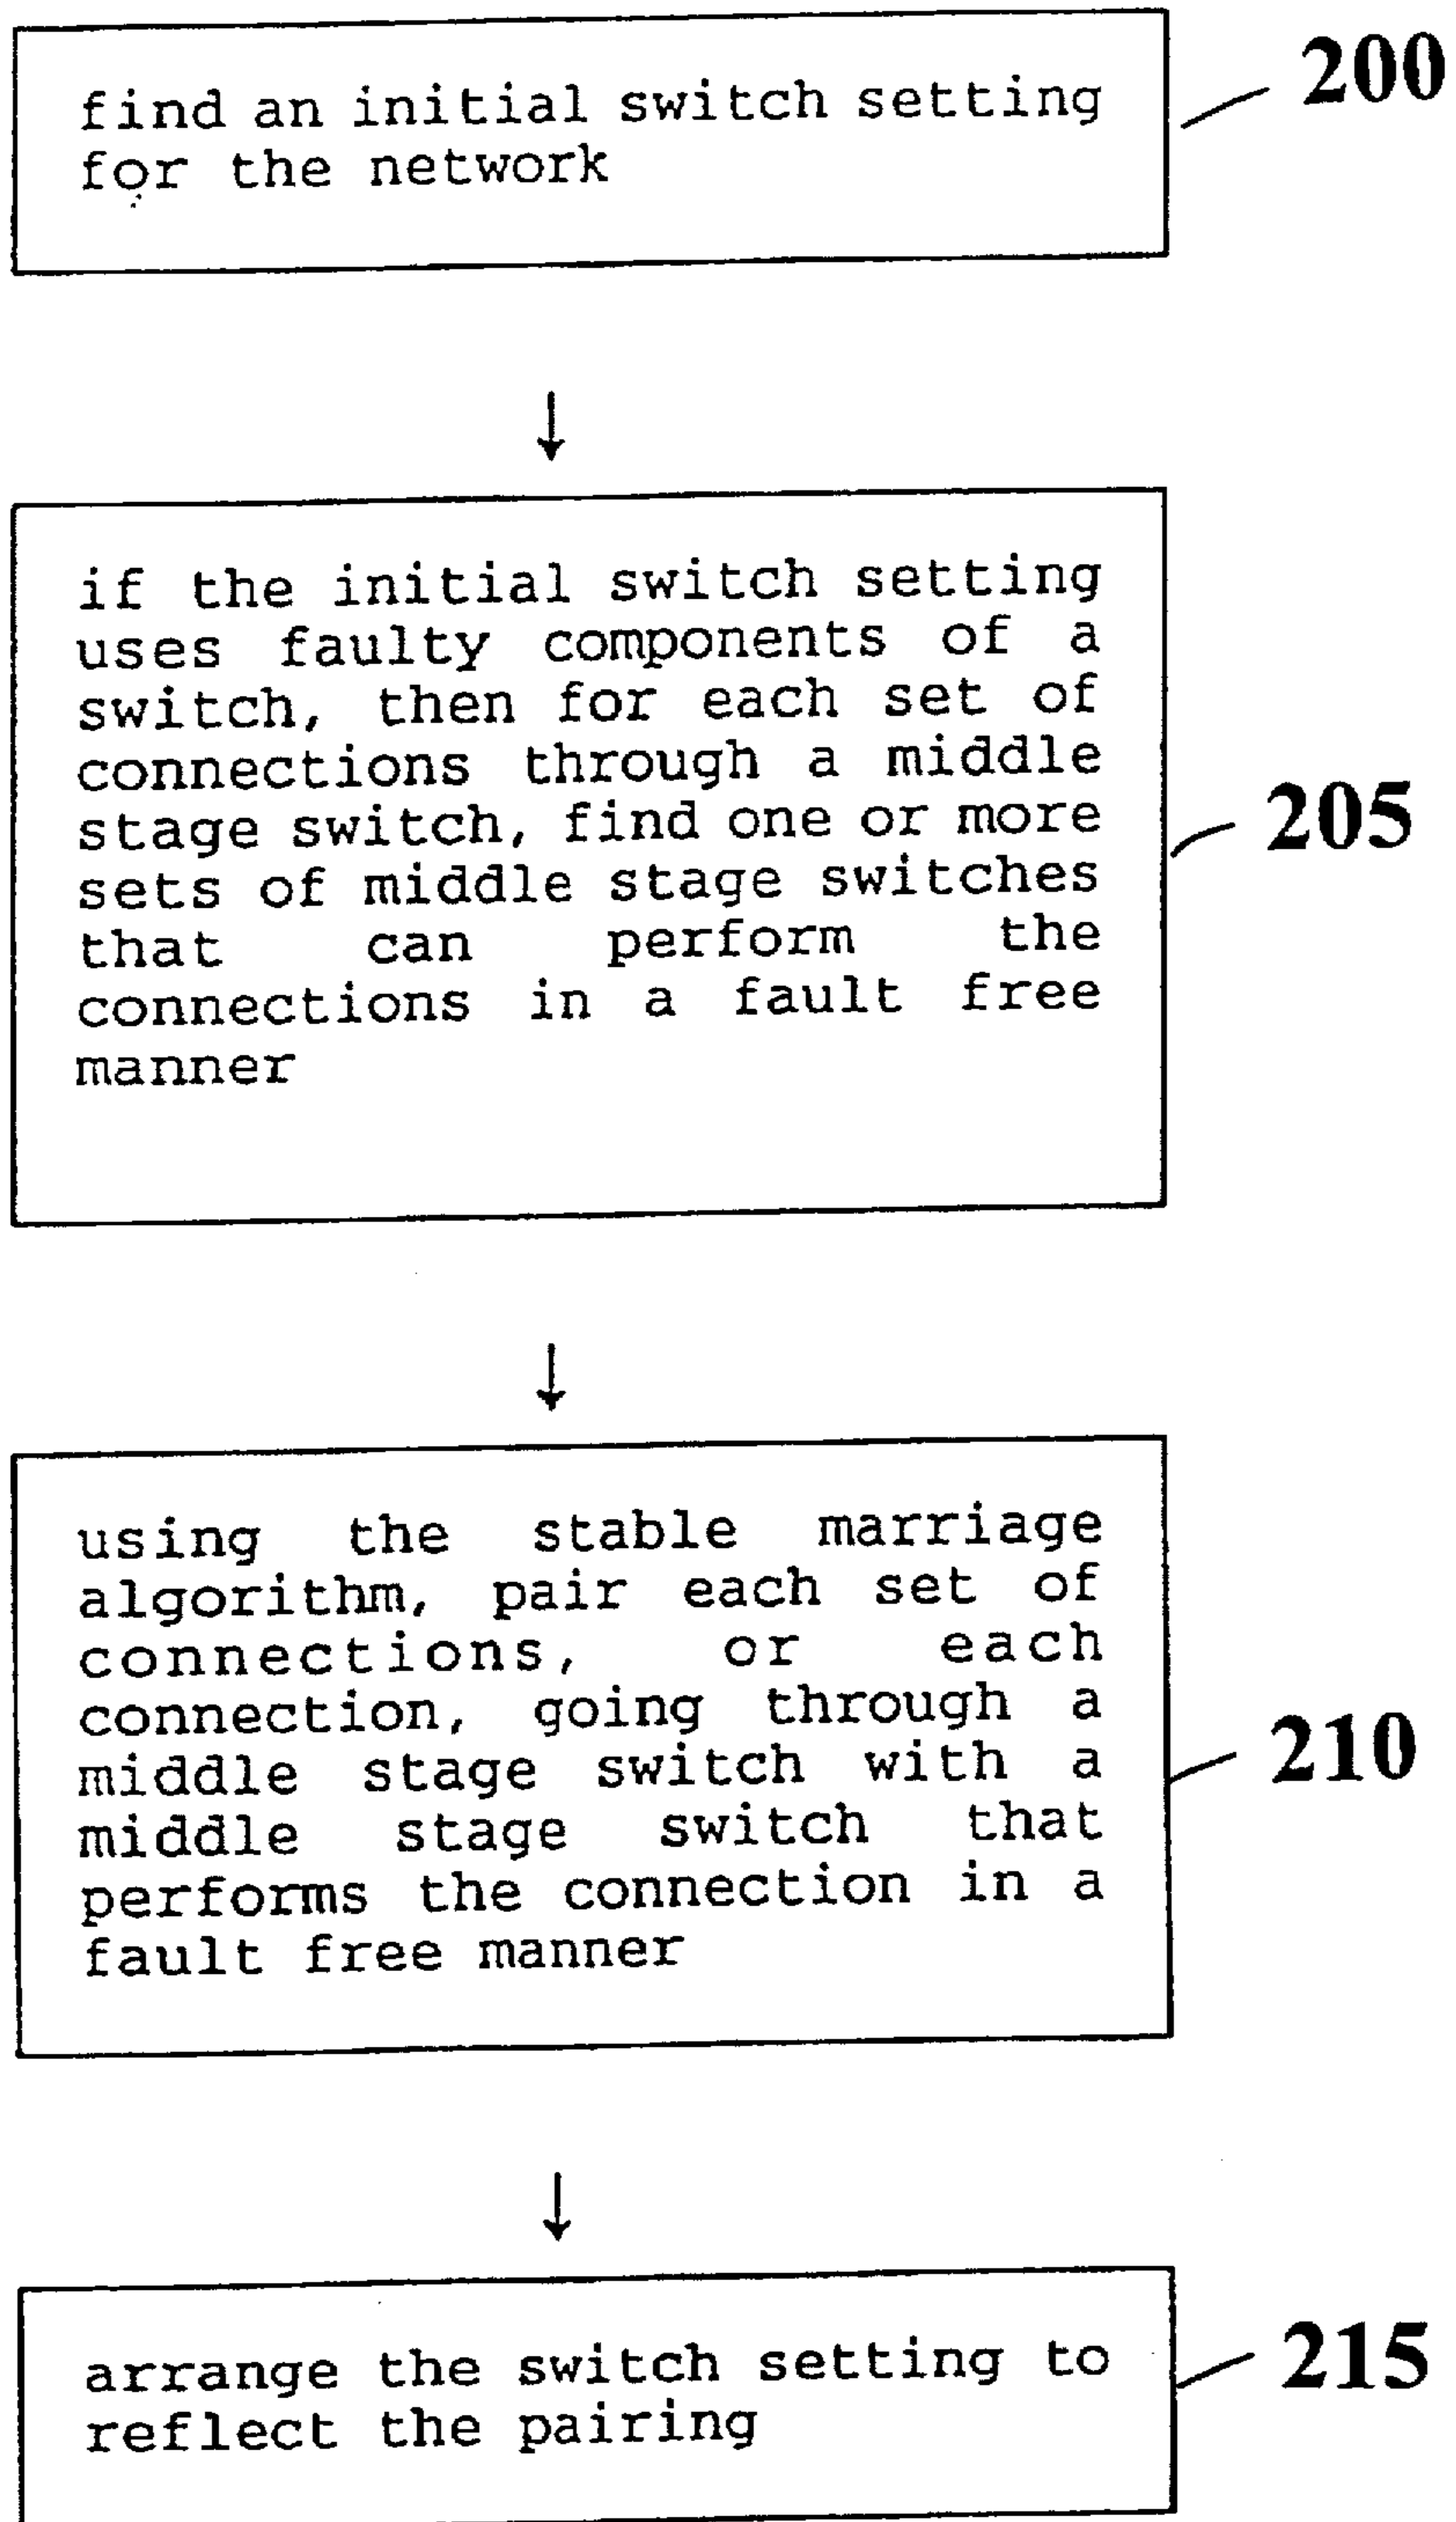 find an initial switch setting
for the network
200
if the initial switch setting
uses faulty components of a
switch, then for each set of
connections through a middle
stage switch, find one or more
sets of middle stage switches
that can perform the
connections in a fault free
manner
205
using the stable marriage
algorithm, pair each set of
connections, or each
connection, going through a
middle stage switch with a
middle stage switch that
performs the connection in a
fault free manner
210
arrange the switch setting to
reflect the pairing
215